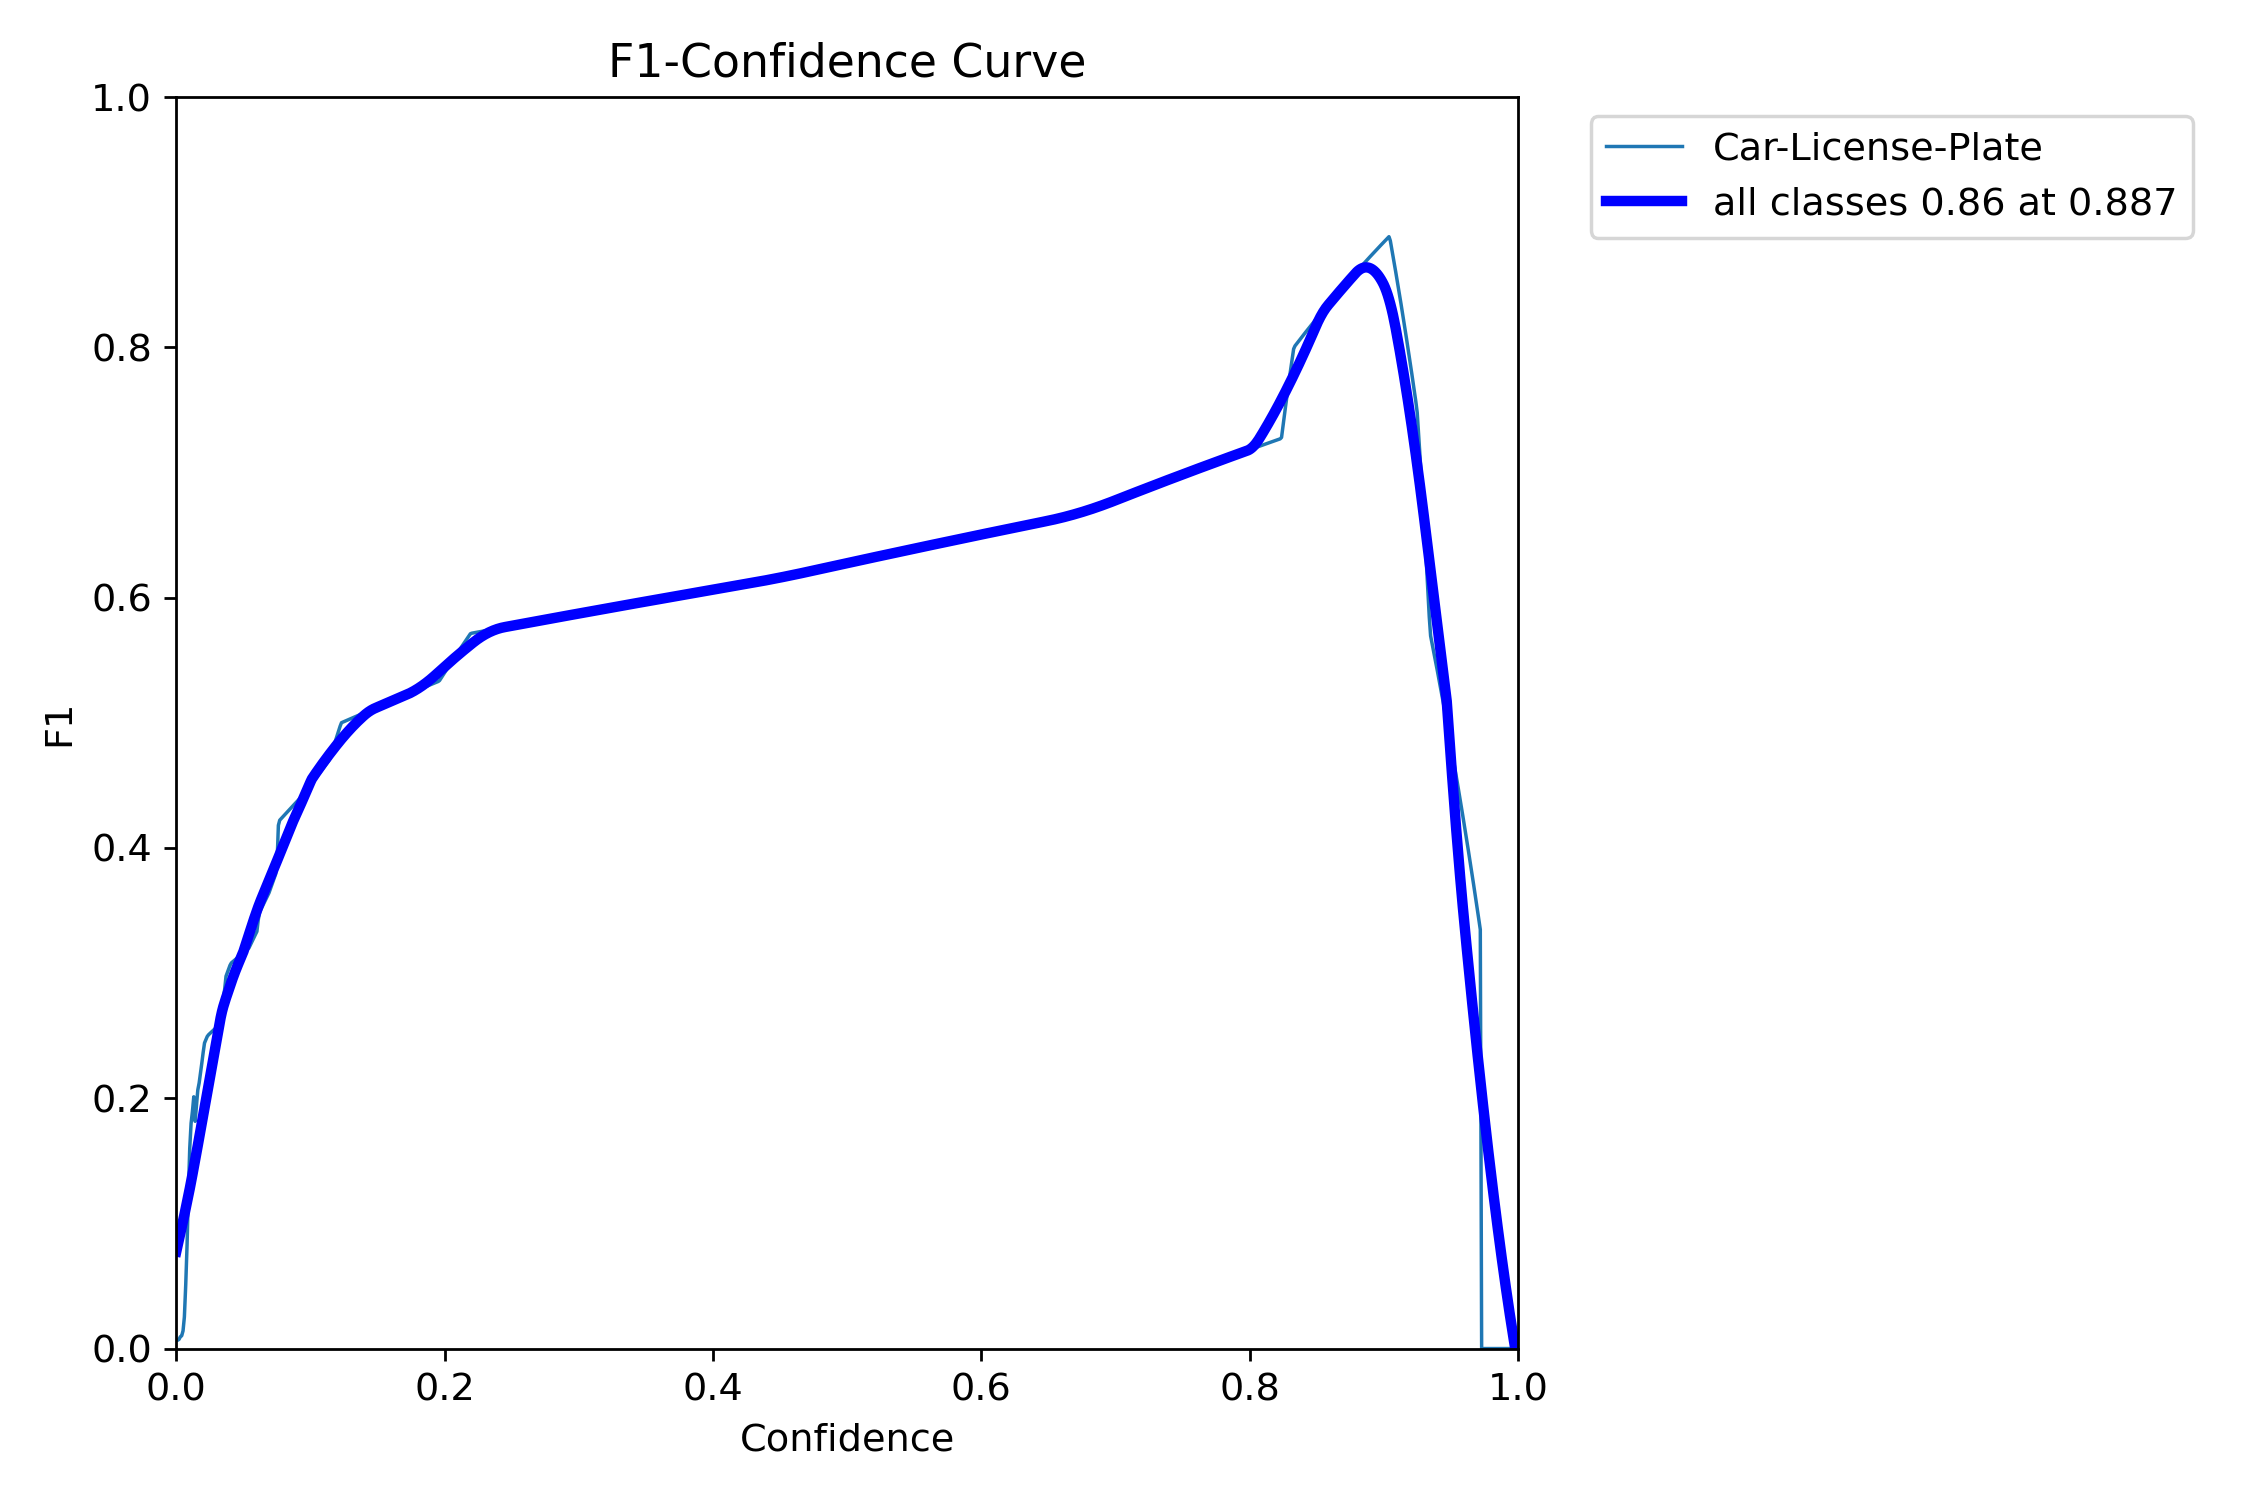 F1-Confidence Curve
1.0
0.8
0.6
0.4
0.2
0.0
F1
0.0 0.2 0.4 0.6 0.8 1.0
Confidence
Car-License-Plate
all classes 0.86 at 0.887